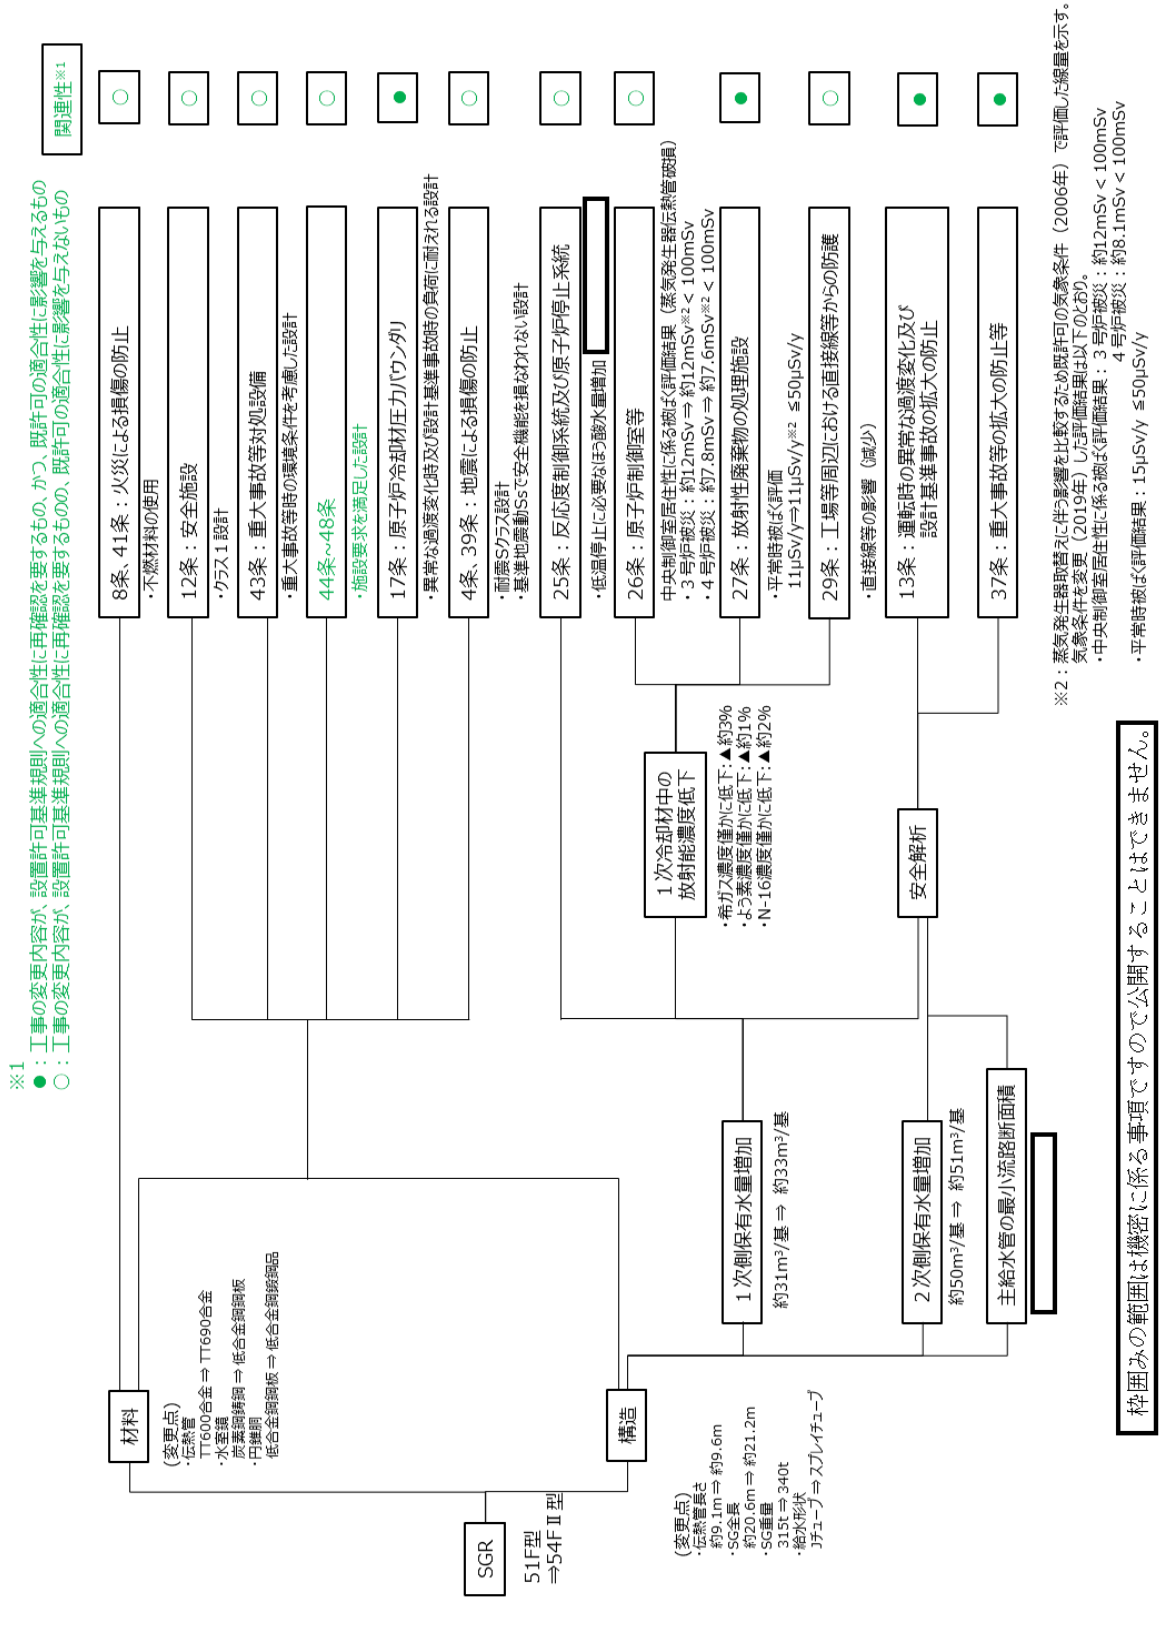 ※1
●：工事の変更内容が、設置許可基準規則への適合性に再確認を要するもの、かつ、既許可の適合性に影響を与えるもの
○：工事の変更内容が、設置許可基準規則への適合性に再確認を要するものの、既許可の適合性に影響を与えないもの
関連性※1
SGR
51F型
⇒54FⅡ型
材料
（変更点）
・伝熱管
TT600合金⇒TT690合金
・水室鏡
炭素鋼鋳鋼⇒低合金鋼鋼板
・円錐胴
低合金鋼鋼板⇒低合金鋼鍛鋼品
構造
（変更点）
・伝熱管長さ
約9.1m⇒約9.6m
・SG全長
約20.6m⇒約21.2m
・SG重量
315t⇒340t
・給水形状
Jチューブ⇒スプレイチューブ
1次側保有水量増加
約31m³/基⇒ 約33m³/基
2次側保有水量増加
約50m³/基⇒ 約51m³/基
主給水管の最小流路断面積
1次冷却材中の
放射能濃度低下
・希ガス濃度僅かに低下：▲約3%
・よう素濃度僅かに低下：▲約1%
・N-16濃度僅かに低下：▲約2%
安全解析
8条、41条：火災による損傷の防止
○
・不燃材料の使用
12条：安全施設
○
・クラス1設計
43条：重大事故等対処設備
○
・重大事故等時の環境条件を考慮した設計
44条~48条
○
・施設要求を満足した設計
17条：原子炉冷却材圧力バウンダリ
●
・異常な過渡変化時及び設計基準事故時の負荷に耐えれる設計
4条、39条：地震による損傷の防止
○
・耐震Sクラス設計
・基準地震動Ssで安全機能を損なわれない設計
25条：反応度制御系統及び原子炉停止系統
○
・低温停止に必要なほう酸水量増加
26条：原子炉制御室等
○
中央制御室居住性に係る被ばく評価結果（蒸気発生器伝熱管破損）
・3号炉被災：約12mSv⇒約12mSv※2＜100mSv
・4号炉被災：約7.8mSv⇒約7.6mSv※2＜100mSv
27条：放射性廃棄物の処理施設
●
・平常時被ばく評価
11μSv/y⇒11μSv/y※2 ≦50μSv/y
29条：工場等周辺における直接線等からの防護
○
・直接線等の影響（減少）
13条：運転時の異常な過渡変化及び
設計基準事故の拡大の防止
●
37条：重大事故等の拡大の防止等
●
※2：蒸気発生器取替えに伴う影響を比較するため既許可の気象条件（2006年）で評価した線量を示す。
気象条件を変更（2019年）した評価結果は以下のとおり。
・中央制御室居住性に係る被ばく評価結果：3号炉被災：約12mSv＜100mSv
4号炉被災：約8.1mSv＜100mSv
・平常時被ばく評価結果：15μSv/y ≦50μSv/y
枠囲みの範囲は機密に係る事項ですので公開することはできません。